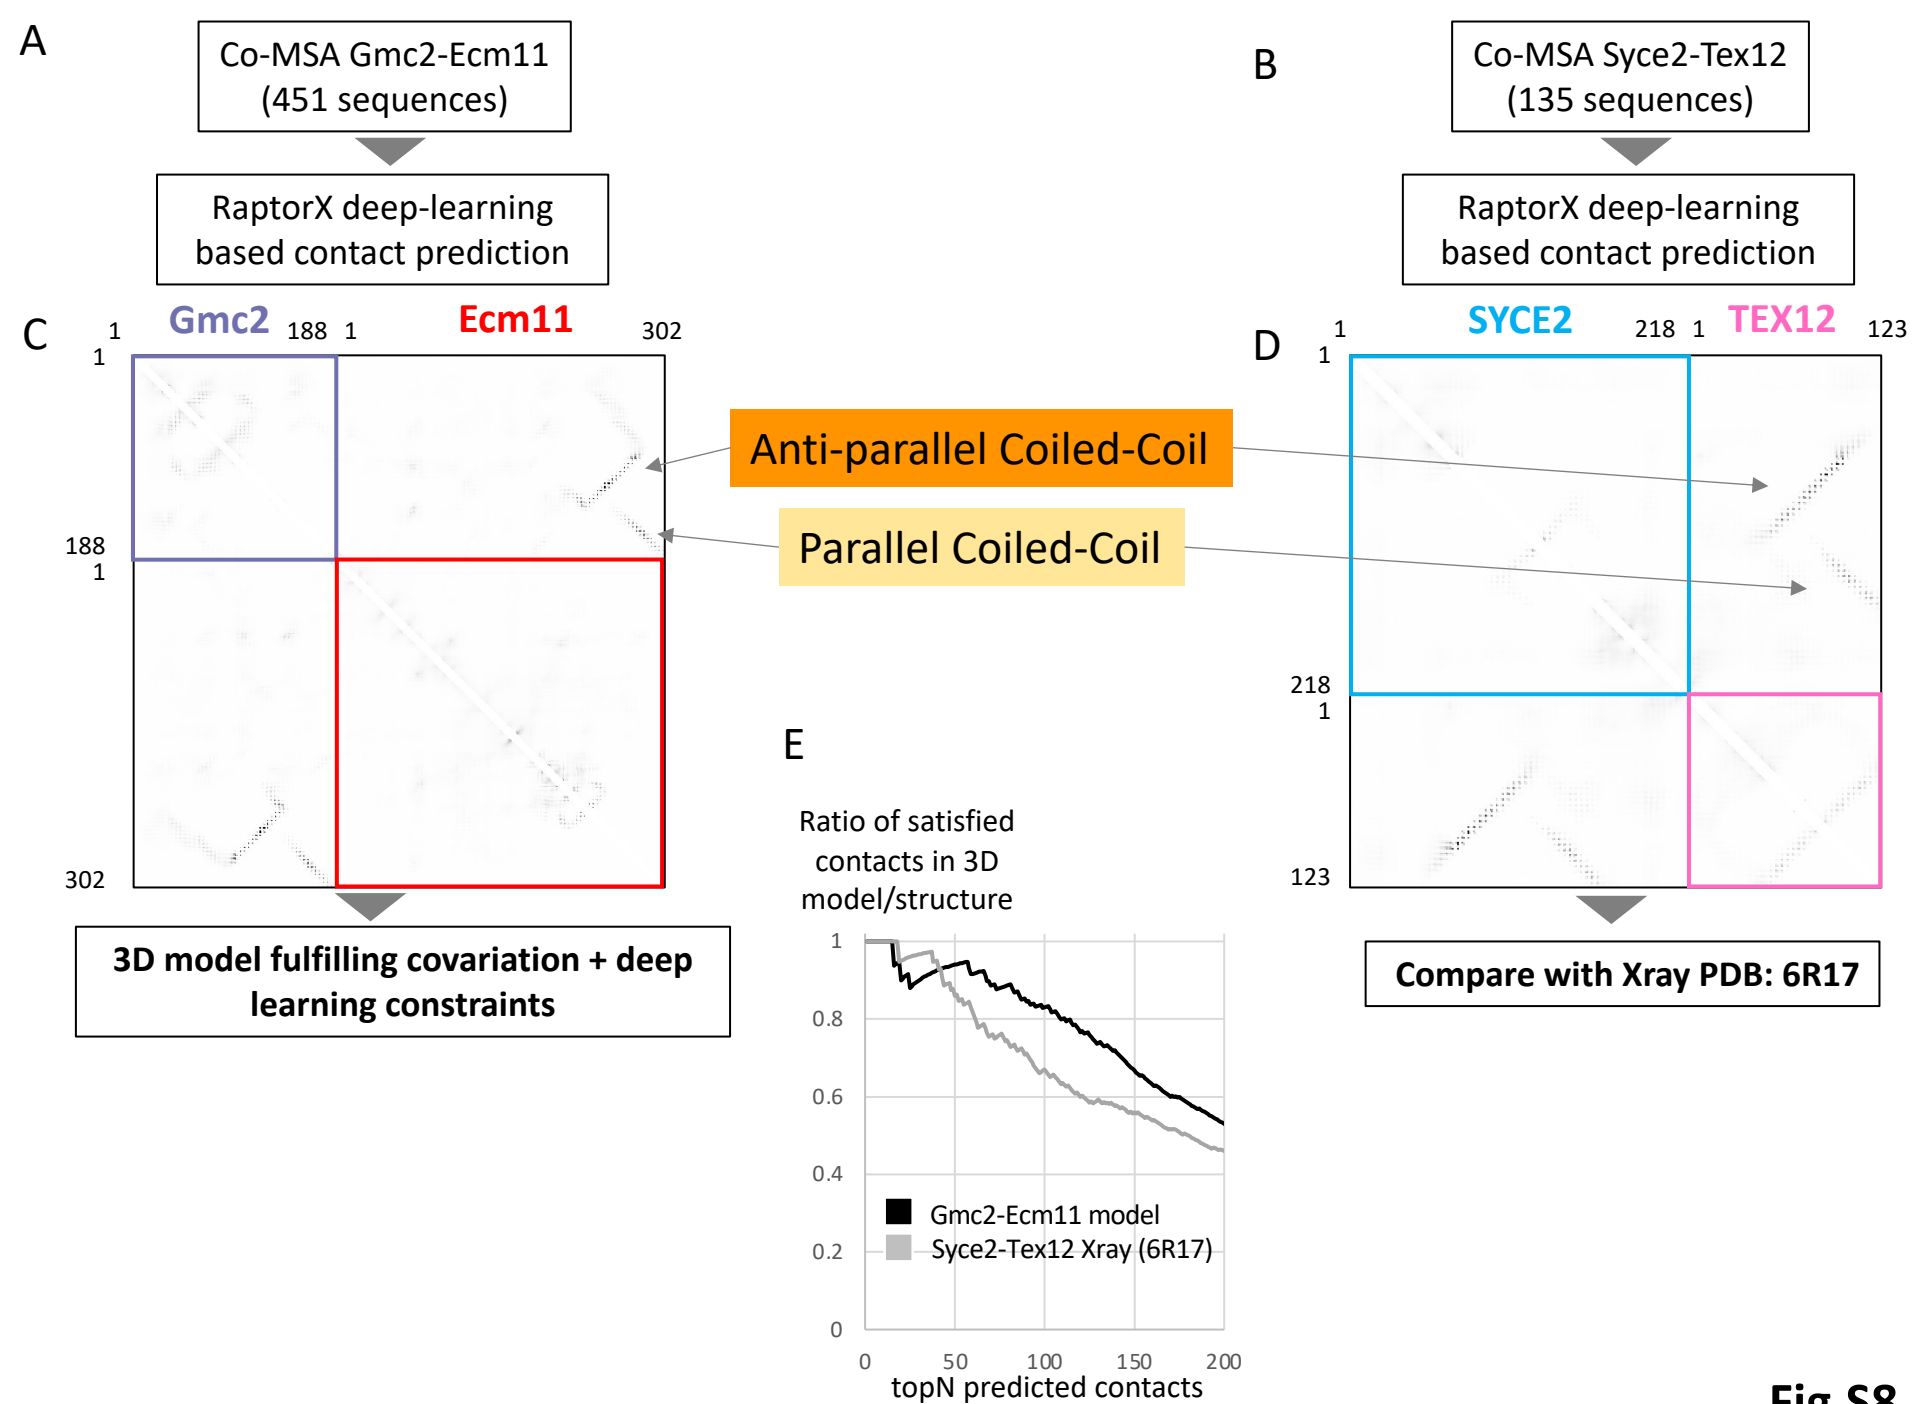 A
Co-MSA Gmc2-Ecm11
(451 sequences)
RaptorX deep-learning
based contact prediction
B
Co-MSA Syce2-Tex12
(135 sequences)
RaptorX deep-learning
based contact prediction
C
1
Gmc2
188
1
Ecm11
302
1
188
1
302
3D model fulfilling covariation + deep
learning constraints
Anti-parallel Coiled-Coil
Parallel Coiled-Coil
D
1
SYCE2
218
1
TEX12
123
1
218
1
123
Compare with Xray PDB: 6R17
E
Ratio of satisfied
contacts in 3D
model/structure
1
0.8
0.6
0.4
0.2
0
Gmc2-Ecm11 model
Syce2-Tex12 Xray (6R17)
0
50
100
150
200
topN predicted contacts
Fig S8